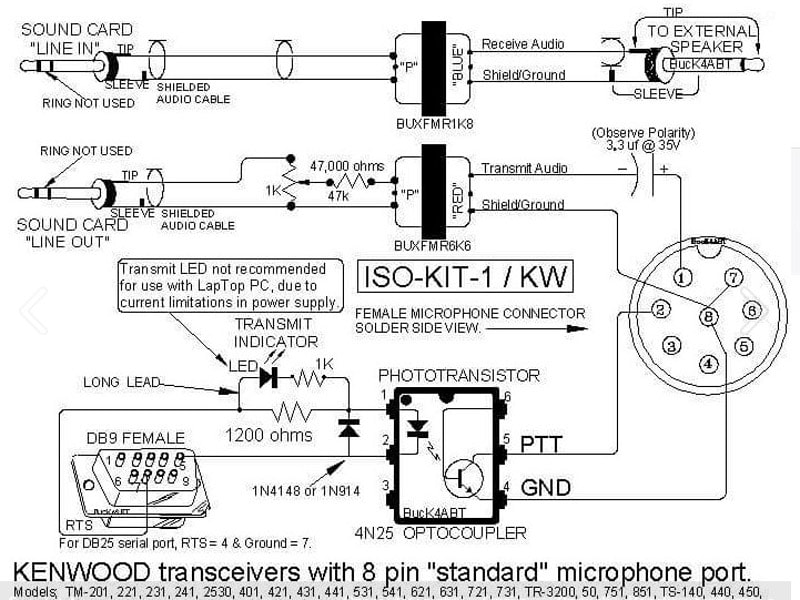 SOUND CARD
"LINE IN"
TIP
SLEEVE
RING NOT USED
SHIELDED
AUDIO CABLE
"P"
"BLUE"
BUXFMR1K8
Receive Audio
Shield/Ground
TIP
TO EXTERNAL
SPEAKER
BucK4ABT
SLEEVE
RING NOT USED
TIP
SLEEVE
SOUND CARD
"LINE OUT"
SHIELDED
AUDIO CABLE
1K
47,000 ohms
47k
"P"
"RED"
BUXFMR6K6
Transmit Audio
Shield/Ground
(Observe Polarity)
3.3 uf @ 35V
− +
Transmit LED not recommended
for use with LapTop PC, due to
current limitations in power supply.
ISO-KIT-1 / KW
FEMALE MICROPHONE CONNECTOR
SOLDER SIDE VIEW.
BucK4ABT
1 7
2 8 6
3 5
4
TRANSMIT
INDICATOR
LED
1K
LONG LEAD
1200 ohms
DB9 FEMALE
1 5
6 7 9
BucK4ABT
RTS
1N4148 or 1N914
PHOTOTRANSISTOR
1 6
2 5
3 4
PTT
GND
BucK4ABT
4N25 OPTOCOUPLER
For DB25 serial port, RTS = 4 & Ground = 7.
KENWOOD transceivers with 8 pin "standard" microphone port.
Models; TM-201, 221, 231, 241, 2530, 401, 421, 431, 441, 531, 541, 621, 631, 721, 731, TR-3200, 50, 751, 851, TS-140, 440, 450,